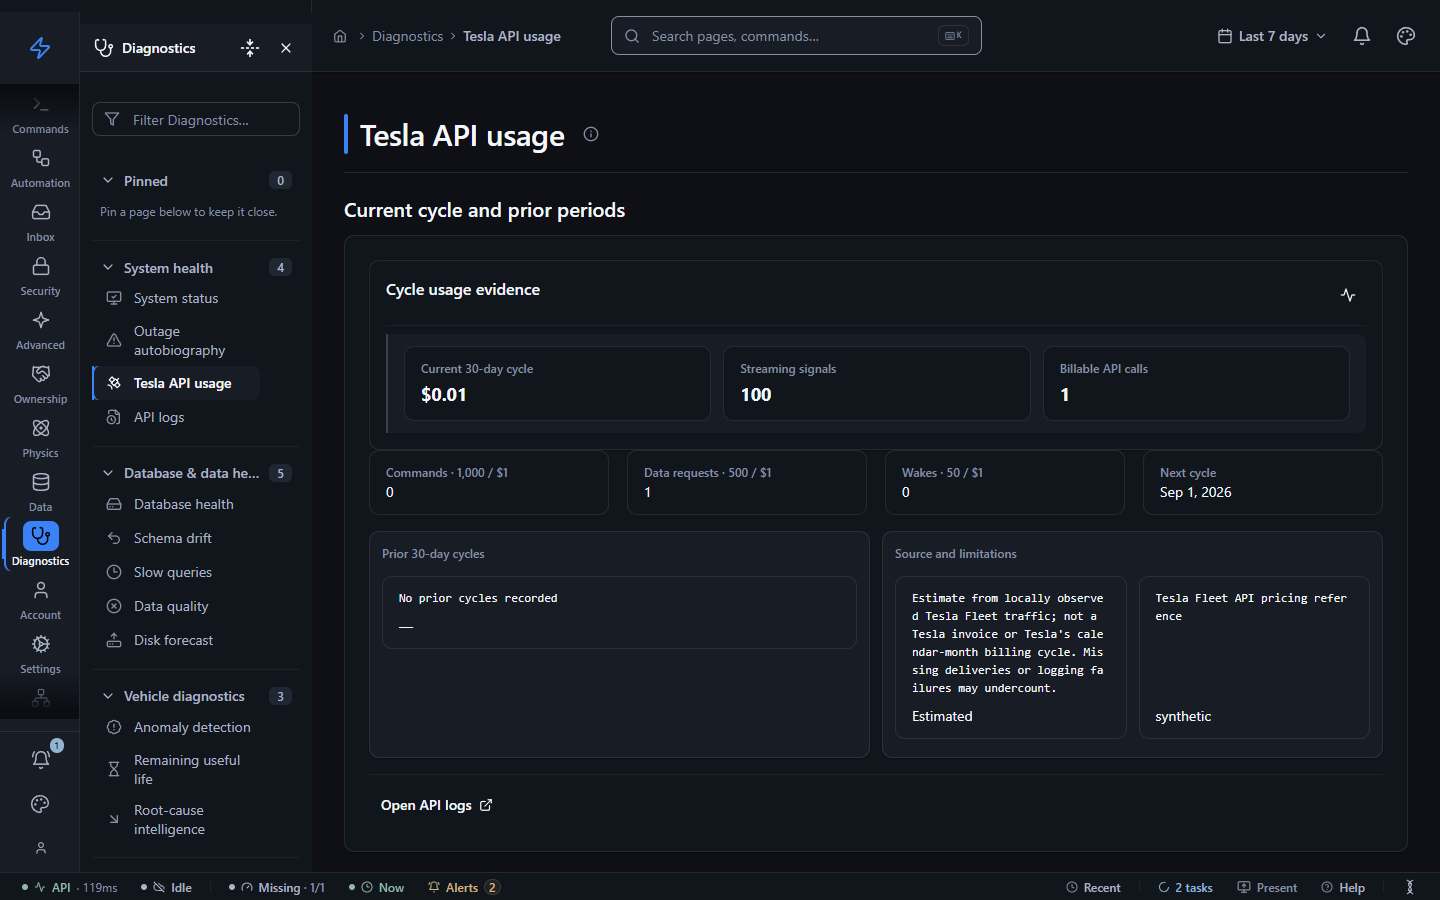 Diagnostics
Diagnostics
Tesla API usage
Search pages, commands...
K
Last 7 days
Commands
Automation
Inbox
Security
Advanced
Ownership
Physics
Data
Diagnostics
Account
Settings
1
Filter Diagnostics...
Pinned
0
Pin a page below to keep it close.
System health
4
System status
Outage
autobiography
Tesla API usage
API logs
Database & data he...
5
Database health
Schema drift
Slow queries
Data quality
Disk forecast
Vehicle diagnostics
3
Anomaly detection
Remaining useful
life
Root-cause
intelligence
Tesla API usage
Current cycle and prior periods
Cycle usage evidence
Current 30-day cycle
$0.01
Streaming signals
100
Billable API calls
1
Commands · 1,000 / $1
0
Data requests · 500 / $1
1
Wakes · 50 / $1
0
Next cycle
Sep 1, 2026
Prior 30-day cycles
No prior cycles recorded
—
Source and limitations
Estimate from locally observe
d Tesla Fleet traffic; not a
Tesla invoice or Tesla's cale
ndar-month billing cycle. Mis
sing deliveries or logging fa
ilures may undercount.
Estimated
Tesla Fleet API pricing refer
ence
synthetic
Open API logs
API · 119ms
Idle
Missing · 1/1
Now
Alerts 2
Recent
2 tasks
Present
Help